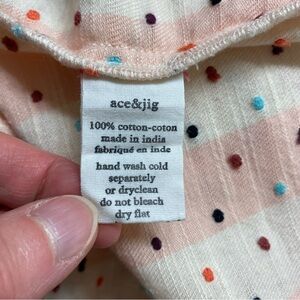 ace&jig
100% cotton-coton
made in india
fabriqué en inde
hand wash cold
separately
or dryclean
do not bleach
dry flat